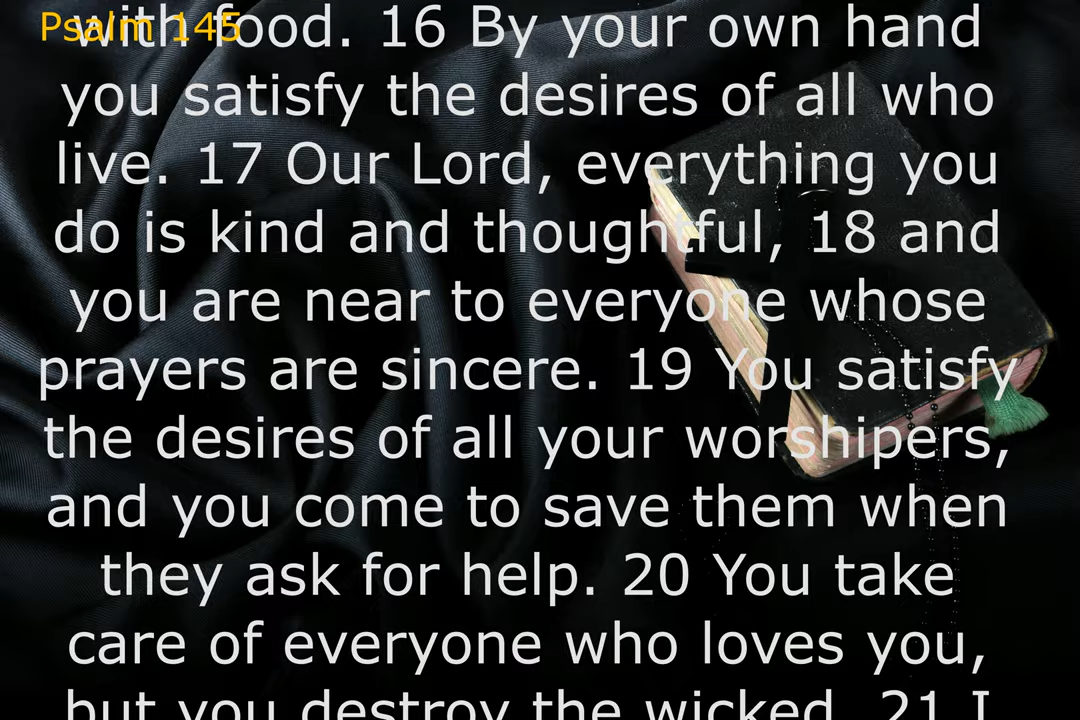 Psalm 145
with food. 16 By your own hand
you satisfy the desires of all who
live. 17 Our Lord, everything you
do is kind and thoughtful, 18 and
you are near to everyone whose
prayers are sincere. 19 You satisfy
the desires of all your worshipers,
and you come to save them when
they ask for help. 20 You take
care of everyone who loves you,
but you destroy the wicked. 21 I